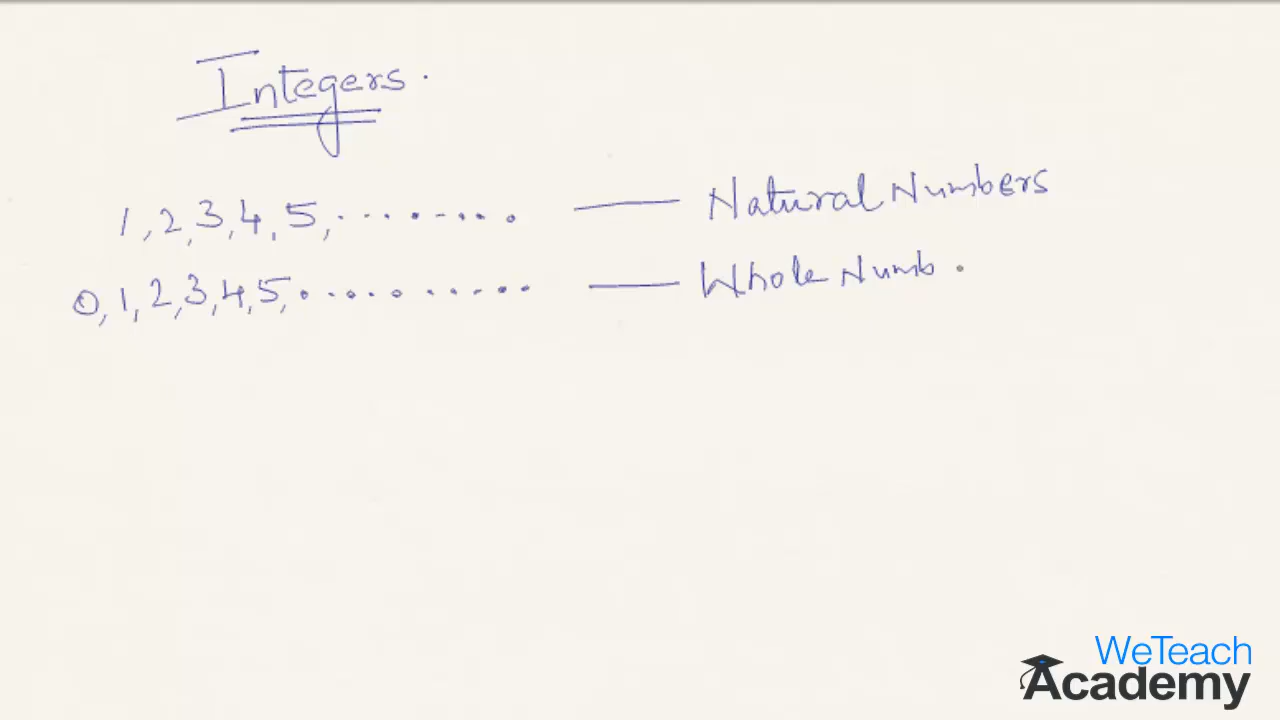 Integers.
1, 2, 3, 4, 5, ......... — Natural Numbers
0, 1, 2, 3, 4, 5, .......... — Whole Numb
WeTeach
Academy